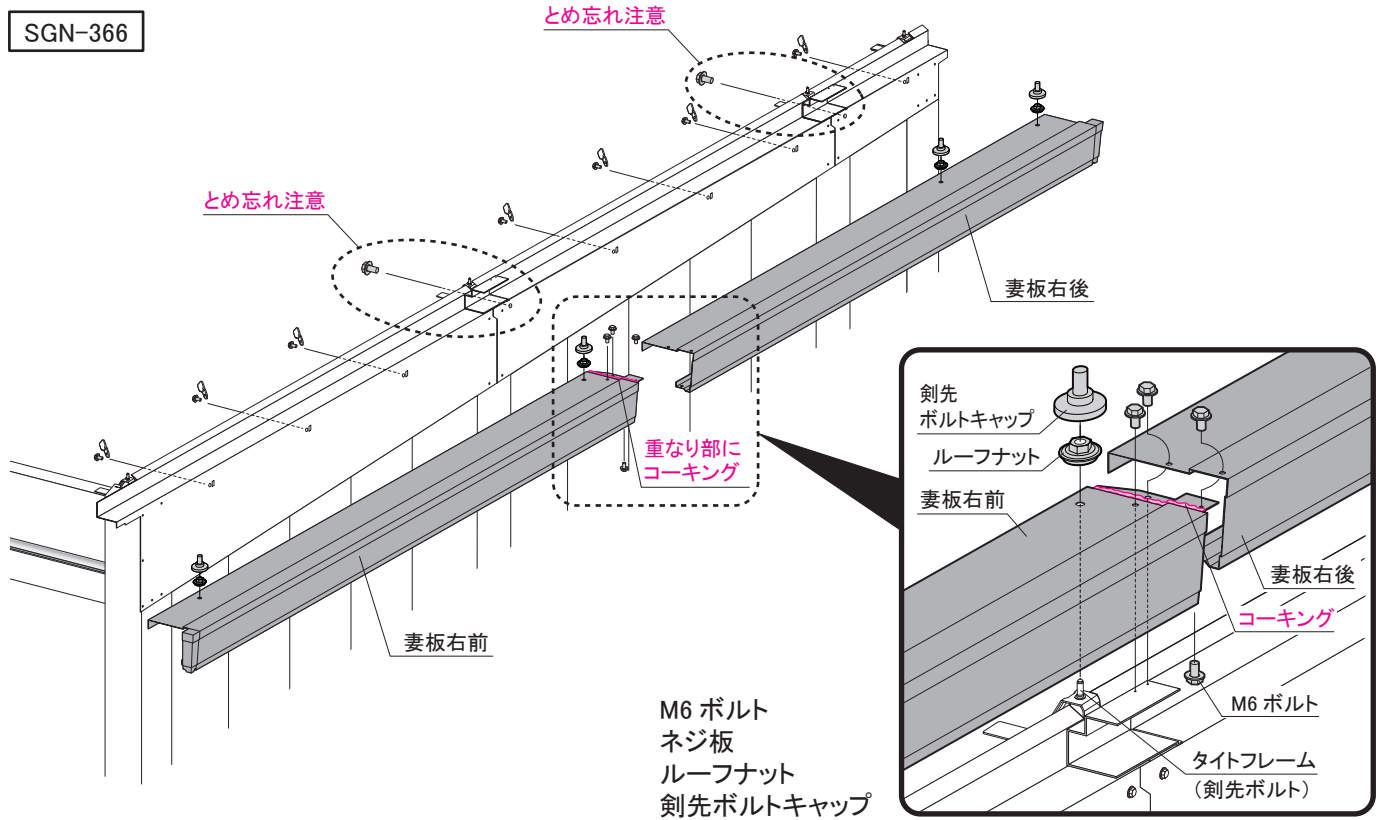 SGN-366
とめ忘れ注意
とめ忘れ注意
妻板右後
重なり部に
コーキング
妻板右前
剣先
ボルトキャップ
ルーフナット
妻板右前
妻板右後
コーキング
M6 ボルト
タイトフレーム
（剣先ボルト）
M6 ボルト
ネジ板
ルーフナット
剣先ボルトキャップ